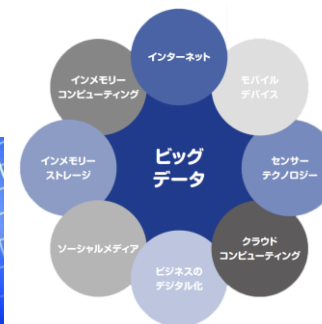 インターネット
インメモリー
コンピューティング
モバイル
デバイス
インメモリー
ストレージ
ビッグ
データ
センサー
テクノロジー
ソーシャルメディア
クラウド
コンピューティング
ビジネスの
デジタル化